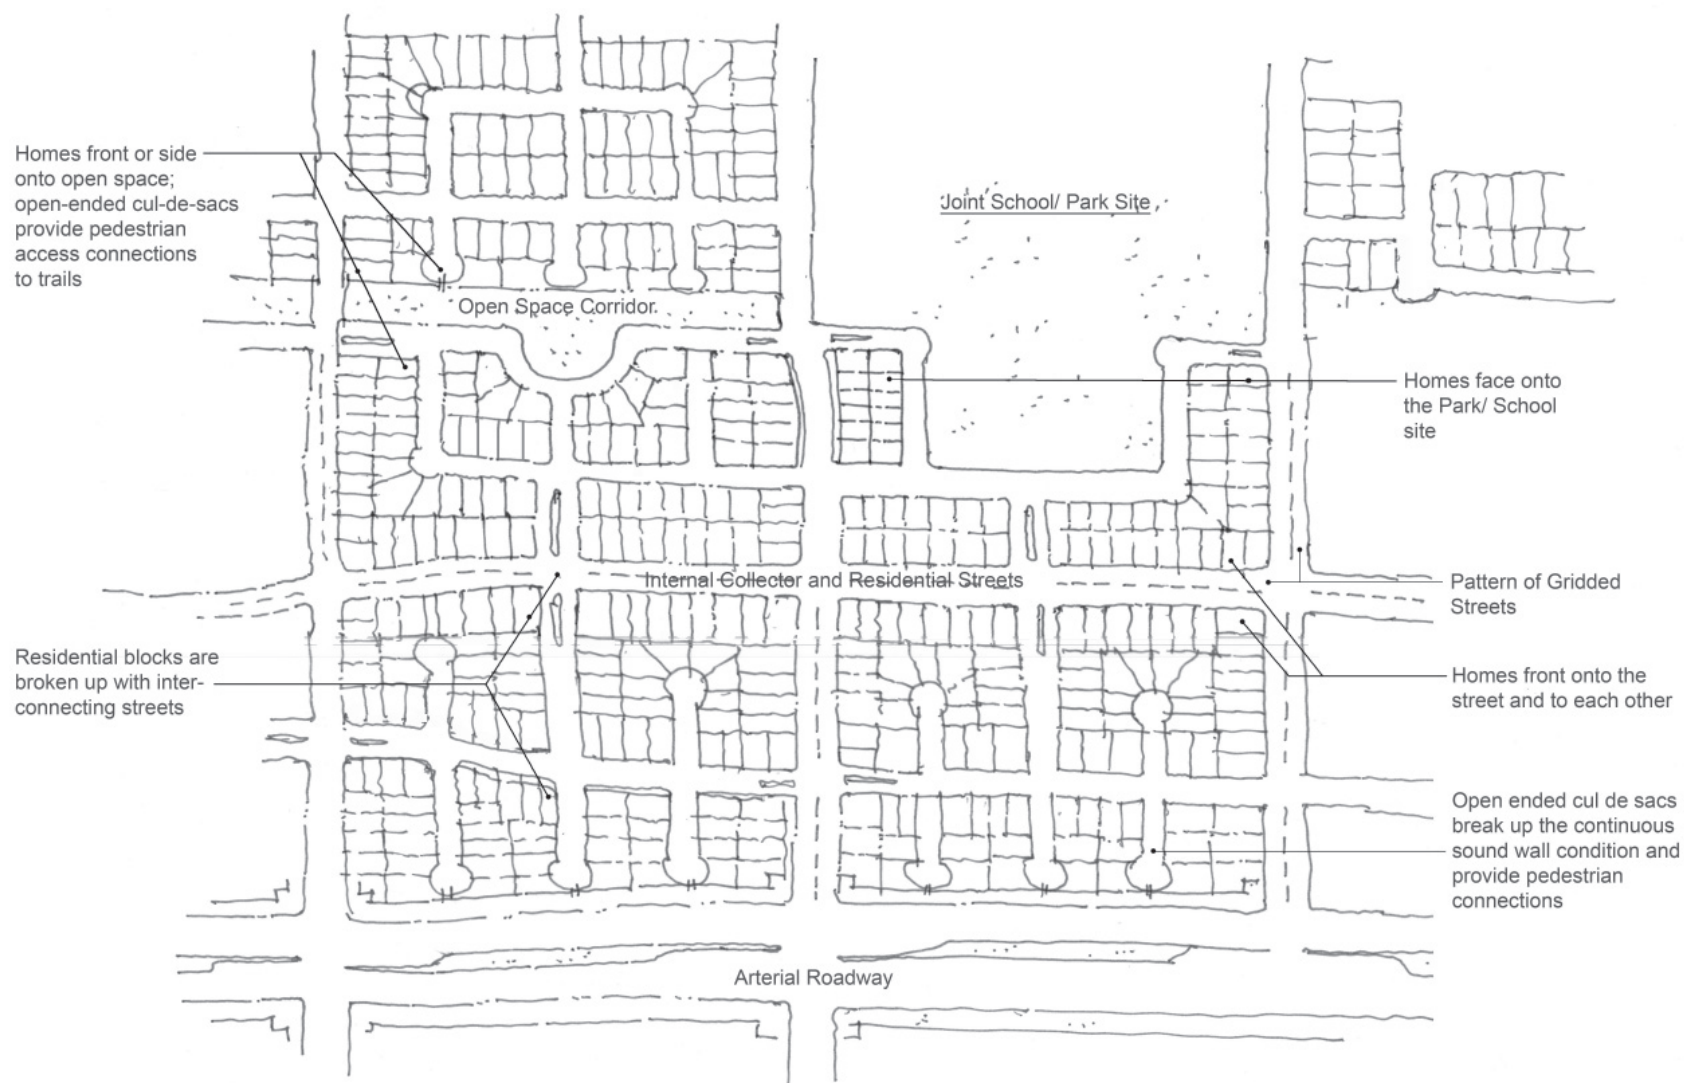 Homes front or side
onto open space;
open-ended cul-de-sacs
provide pedestrian
access connections
to trails
Joint School/ Park Site
Open Space Corridor
Homes face onto
the Park/ School
site
Internal Collector and Residential Streets
Pattern of Gridded
Streets
Residential blocks are
broken up with inter-
connecting streets
Homes front onto the
street and to each other
Open ended cul de sacs
break up the continuous
sound wall condition and
provide pedestrian
connections
Arterial Roadway